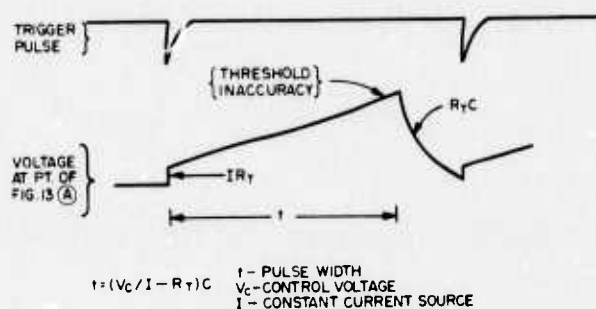 TRIGGER
PULSE
THRESHOLD
INACCURACY
RTC
VOLTAGE
AT PT. OF
FIG. 13 A
IRT
t
t=(VC/I-RT)C
t - PULSE WIDTH
VC-CONTROL VOLTAGE
I - CONSTANT CURRENT SOURCE